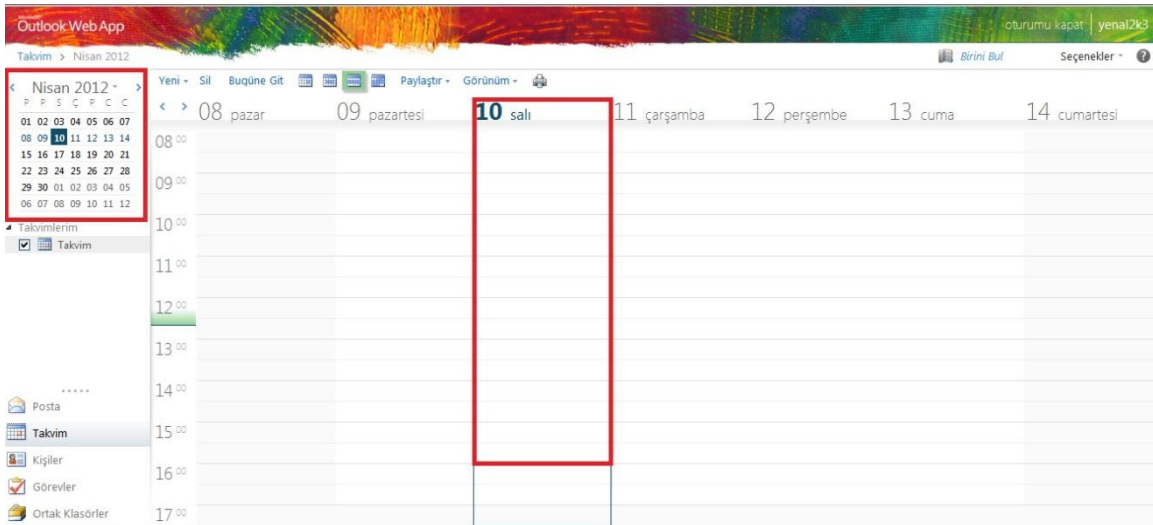 Microsoft
Outlook Web App
oturumu kapat | yenal2k3
Takvim > Nisan 2012
Birini Bul
Seçenekler
Nisan 2012
P P S Ç P C C
01 02 03 04 05 06 07
08 09 10 11 12 13 14
15 16 17 18 19 20 21
22 23 24 25 26 27 28
29 30 01 02 03 04 05
06 07 08 09 10 11 12
Takvimlerim
Takvim
Posta
Takvim
Kişiler
Görevler
Ortak Klasörler
Yeni Sil Bugüne Git Paylaştır Görünüm
08 pazar 09 pazartesi 10 salı 11 çarşamba 12 perşembe 13 cuma 14 cumartesi
08 00
09 00
10 00
11 00
12 00
13 00
14 00
15 00
16 00
17 00